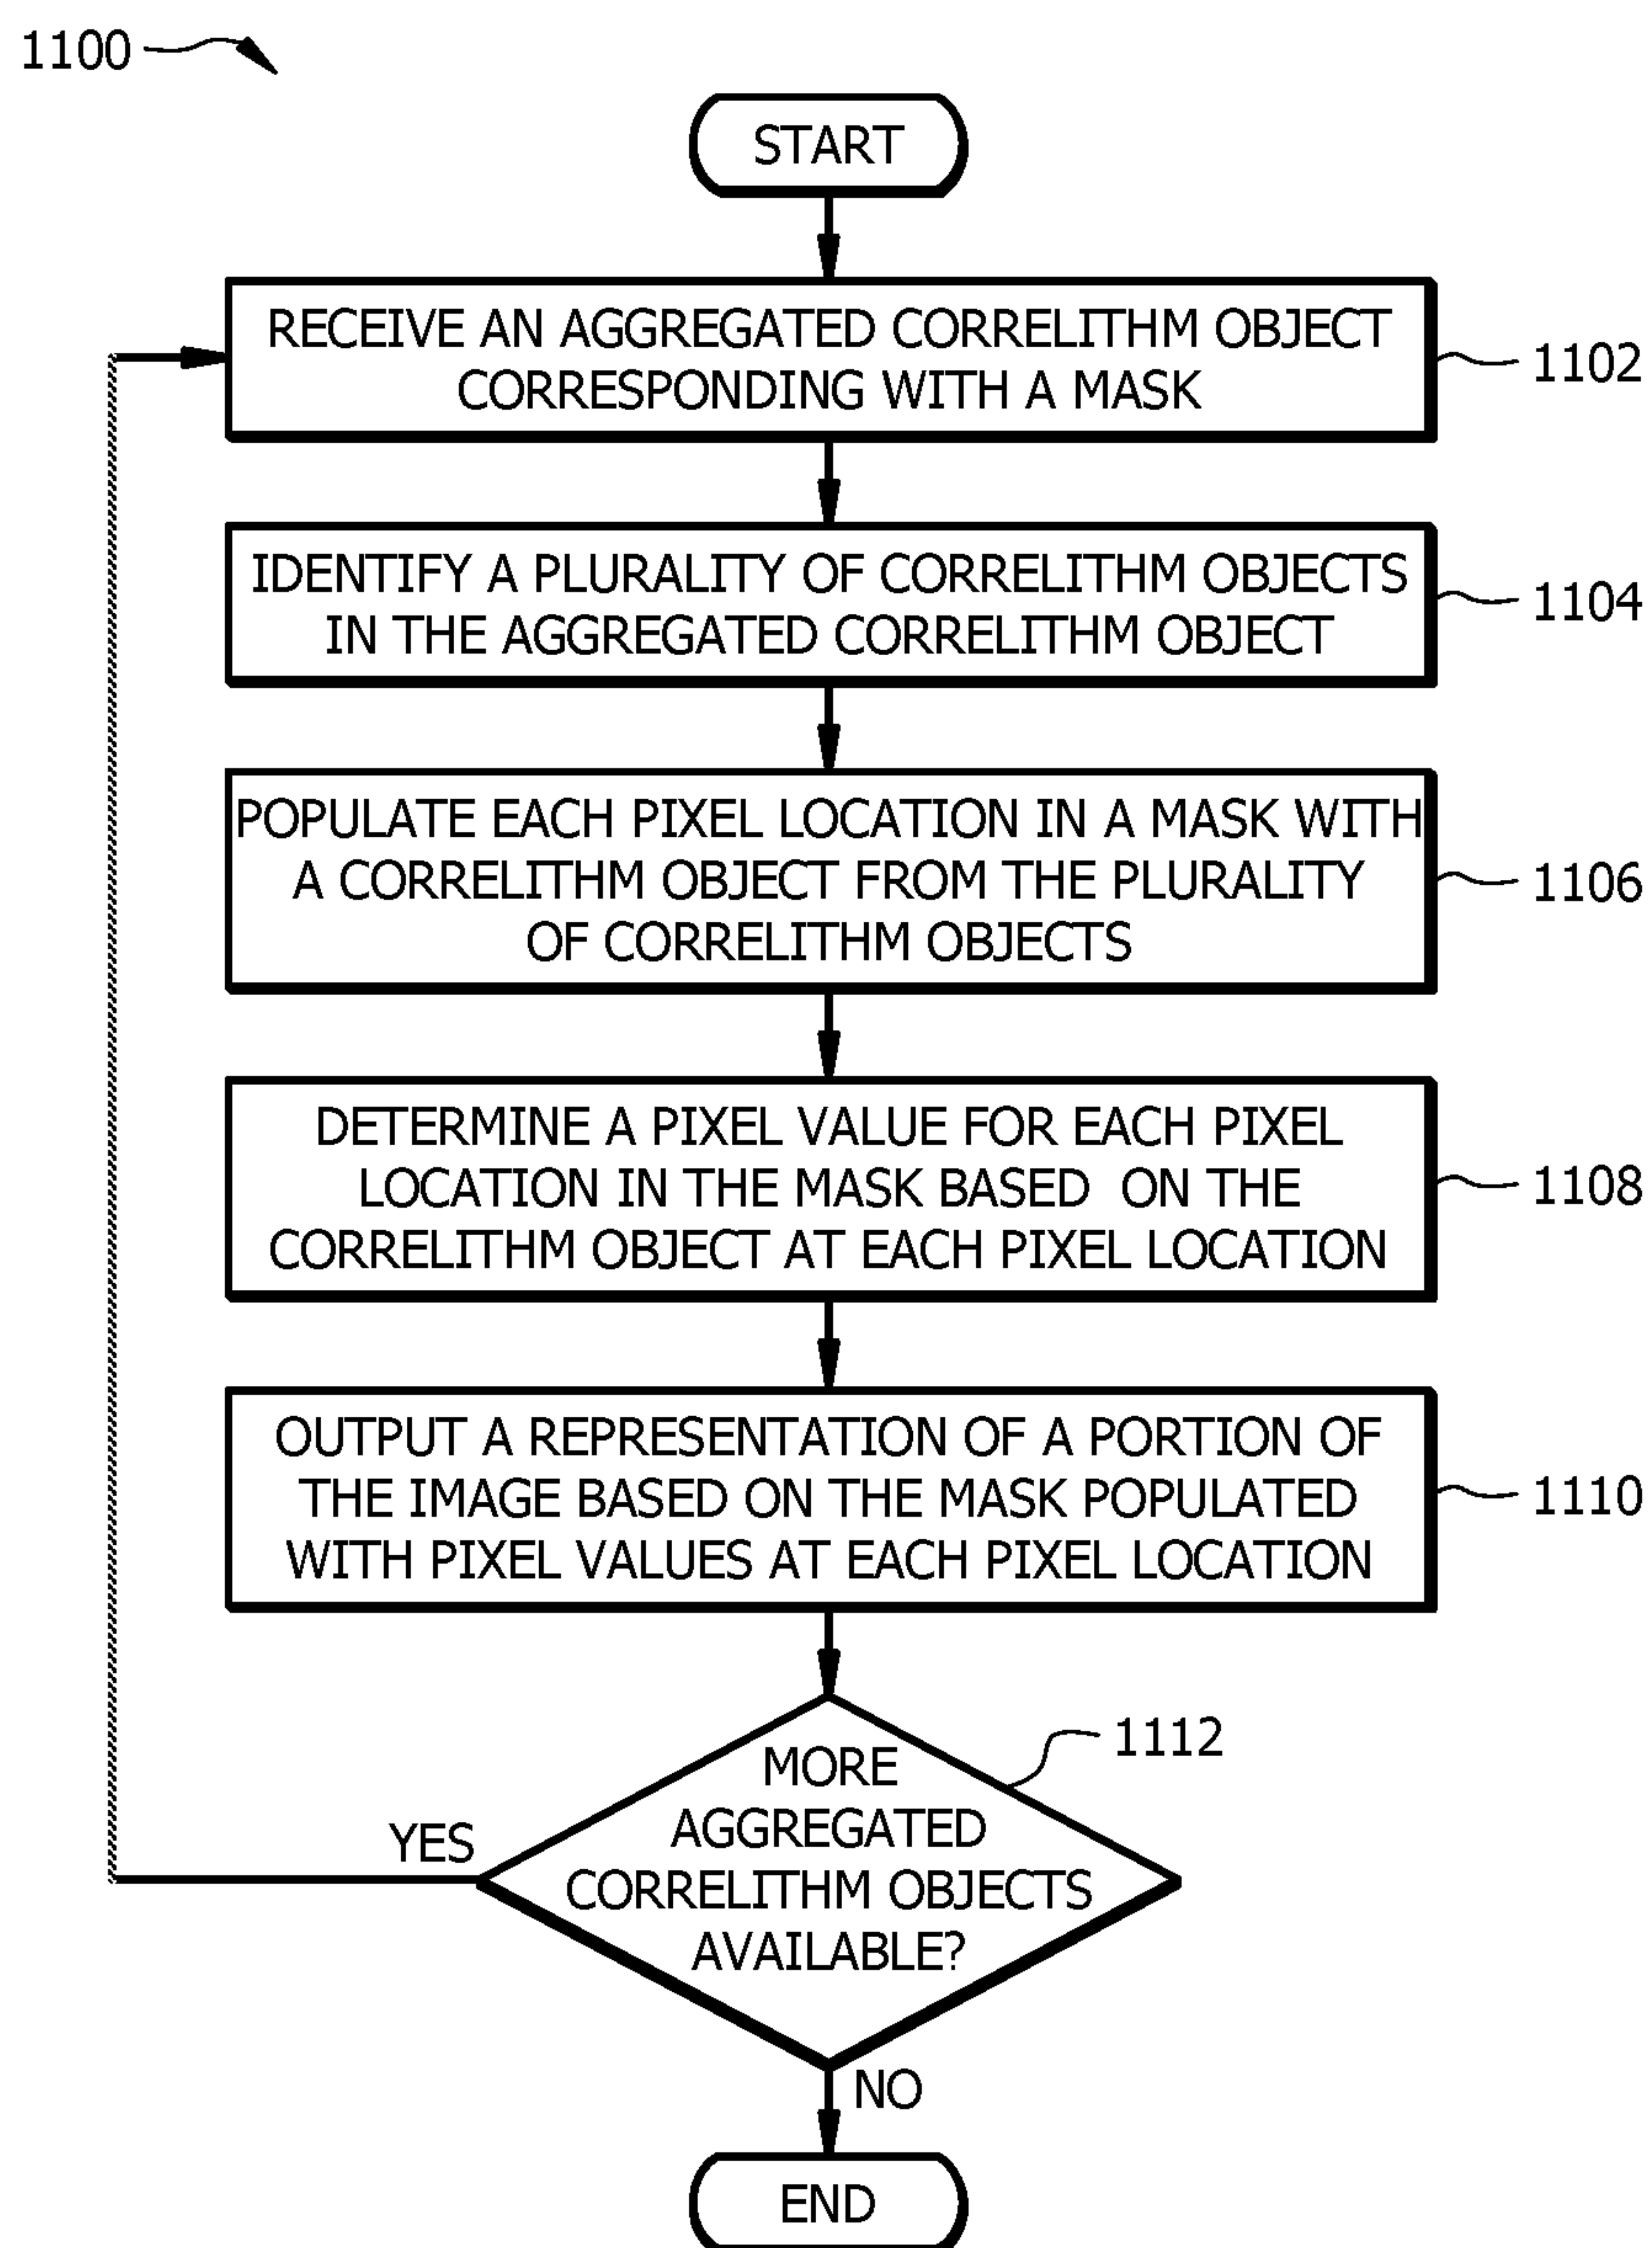 1100
START
RECEIVE AN AGGREGATED CORRELITHM OBJECT
CORRESPONDING WITH A MASK
1102
IDENTIFY A PLURALITY OF CORRELITHM OBJECTS
IN THE AGGREGATED CORRELITHM OBJECT
1104
POPULATE EACH PIXEL LOCATION IN A MASK WITH
A CORRELITHM OBJECT FROM THE PLURALITY
OF CORRELITHM OBJECTS
1106
DETERMINE A PIXEL VALUE FOR EACH PIXEL
LOCATION IN THE MASK BASED ON THE
CORRELITHM OBJECT AT EACH PIXEL LOCATION
1108
OUTPUT A REPRESENTATION OF A PORTION OF
THE IMAGE BASED ON THE MASK POPULATED
WITH PIXEL VALUES AT EACH PIXEL LOCATION
1110
MORE
AGGREGATED
CORRELITHM OBJECTS
AVAILABLE?
1112
YES
NO
END